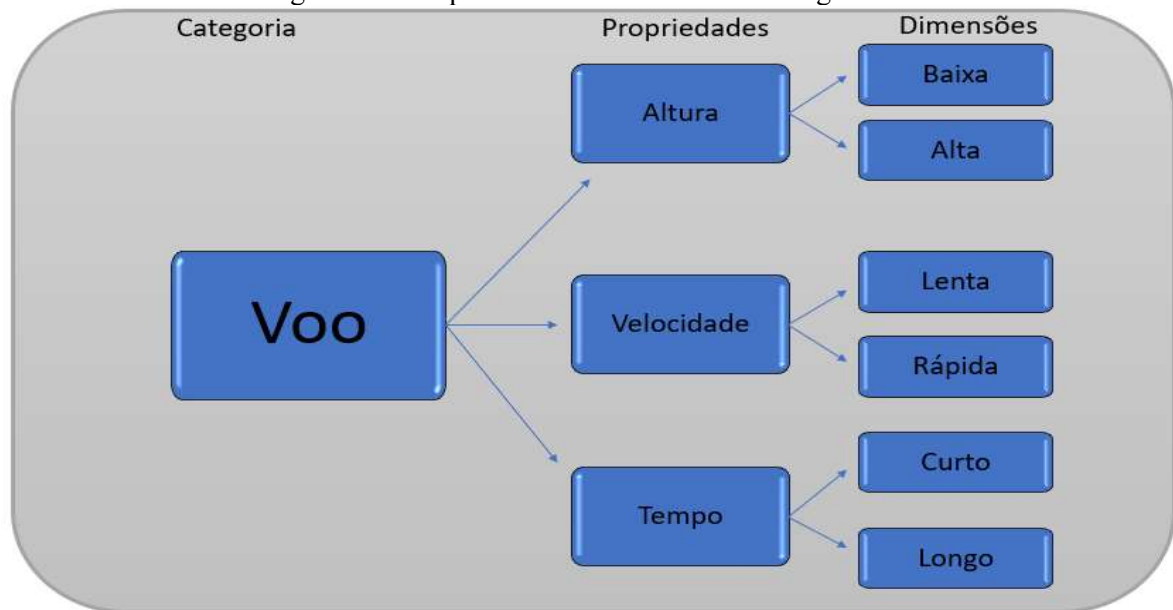 Categoria
Propriedades
Dimensões
Altura
Baixa
Alta
Voo
Velocidade
Lenta
Rápida
Tempo
Curto
Longo